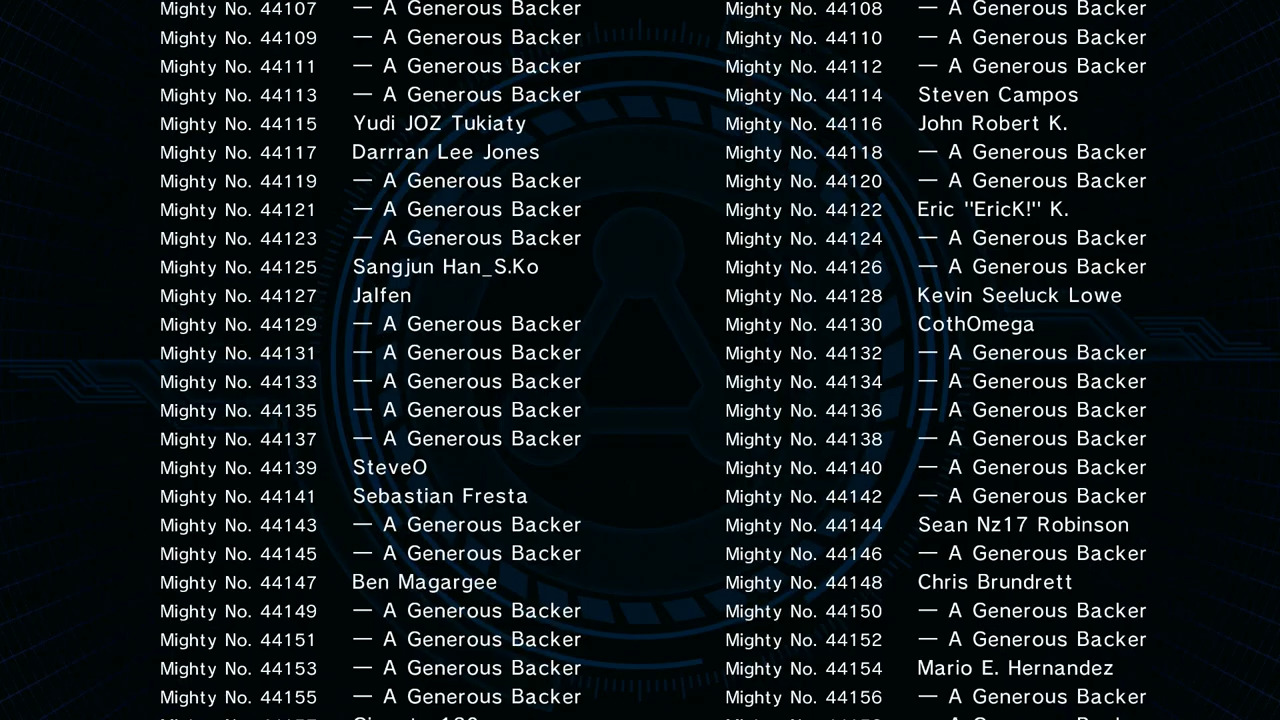 Mighty No. 44107 — A Generous Backer Mighty No. 44108 — A Generous Backer
Mighty No. 44109 — A Generous Backer Mighty No. 44110 — A Generous Backer
Mighty No. 44111 — A Generous Backer Mighty No. 44112 — A Generous Backer
Mighty No. 44113 — A Generous Backer Mighty No. 44114 Steven Campos
Mighty No. 44115 Yudi JOZ Tukiaty Mighty No. 44116 John Robert K.
Mighty No. 44117 Darrran Lee Jones Mighty No. 44118 — A Generous Backer
Mighty No. 44119 — A Generous Backer Mighty No. 44120 — A Generous Backer
Mighty No. 44121 — A Generous Backer Mighty No. 44122 Eric "EricK!" K.
Mighty No. 44123 — A Generous Backer Mighty No. 44124 — A Generous Backer
Mighty No. 44125 Sangjun Han_S.Ko Mighty No. 44126 — A Generous Backer
Mighty No. 44127 Jalfen Mighty No. 44128 Kevin Seeluck Lowe
Mighty No. 44129 — A Generous Backer Mighty No. 44130 CothOmega
Mighty No. 44131 — A Generous Backer Mighty No. 44132 — A Generous Backer
Mighty No. 44133 — A Generous Backer Mighty No. 44134 — A Generous Backer
Mighty No. 44135 — A Generous Backer Mighty No. 44136 — A Generous Backer
Mighty No. 44137 — A Generous Backer Mighty No. 44138 — A Generous Backer
Mighty No. 44139 SteveO Mighty No. 44140 — A Generous Backer
Mighty No. 44141 Sebastian Fresta Mighty No. 44142 — A Generous Backer
Mighty No. 44143 — A Generous Backer Mighty No. 44144 Sean Nz17 Robinson
Mighty No. 44145 — A Generous Backer Mighty No. 44146 — A Generous Backer
Mighty No. 44147 Ben Magargee Mighty No. 44148 Chris Brundrett
Mighty No. 44149 — A Generous Backer Mighty No. 44150 — A Generous Backer
Mighty No. 44151 — A Generous Backer Mighty No. 44152 — A Generous Backer
Mighty No. 44153 — A Generous Backer Mighty No. 44154 Mario E. Hernandez
Mighty No. 44155 — A Generous Backer Mighty No. 44156 — A Generous Backer